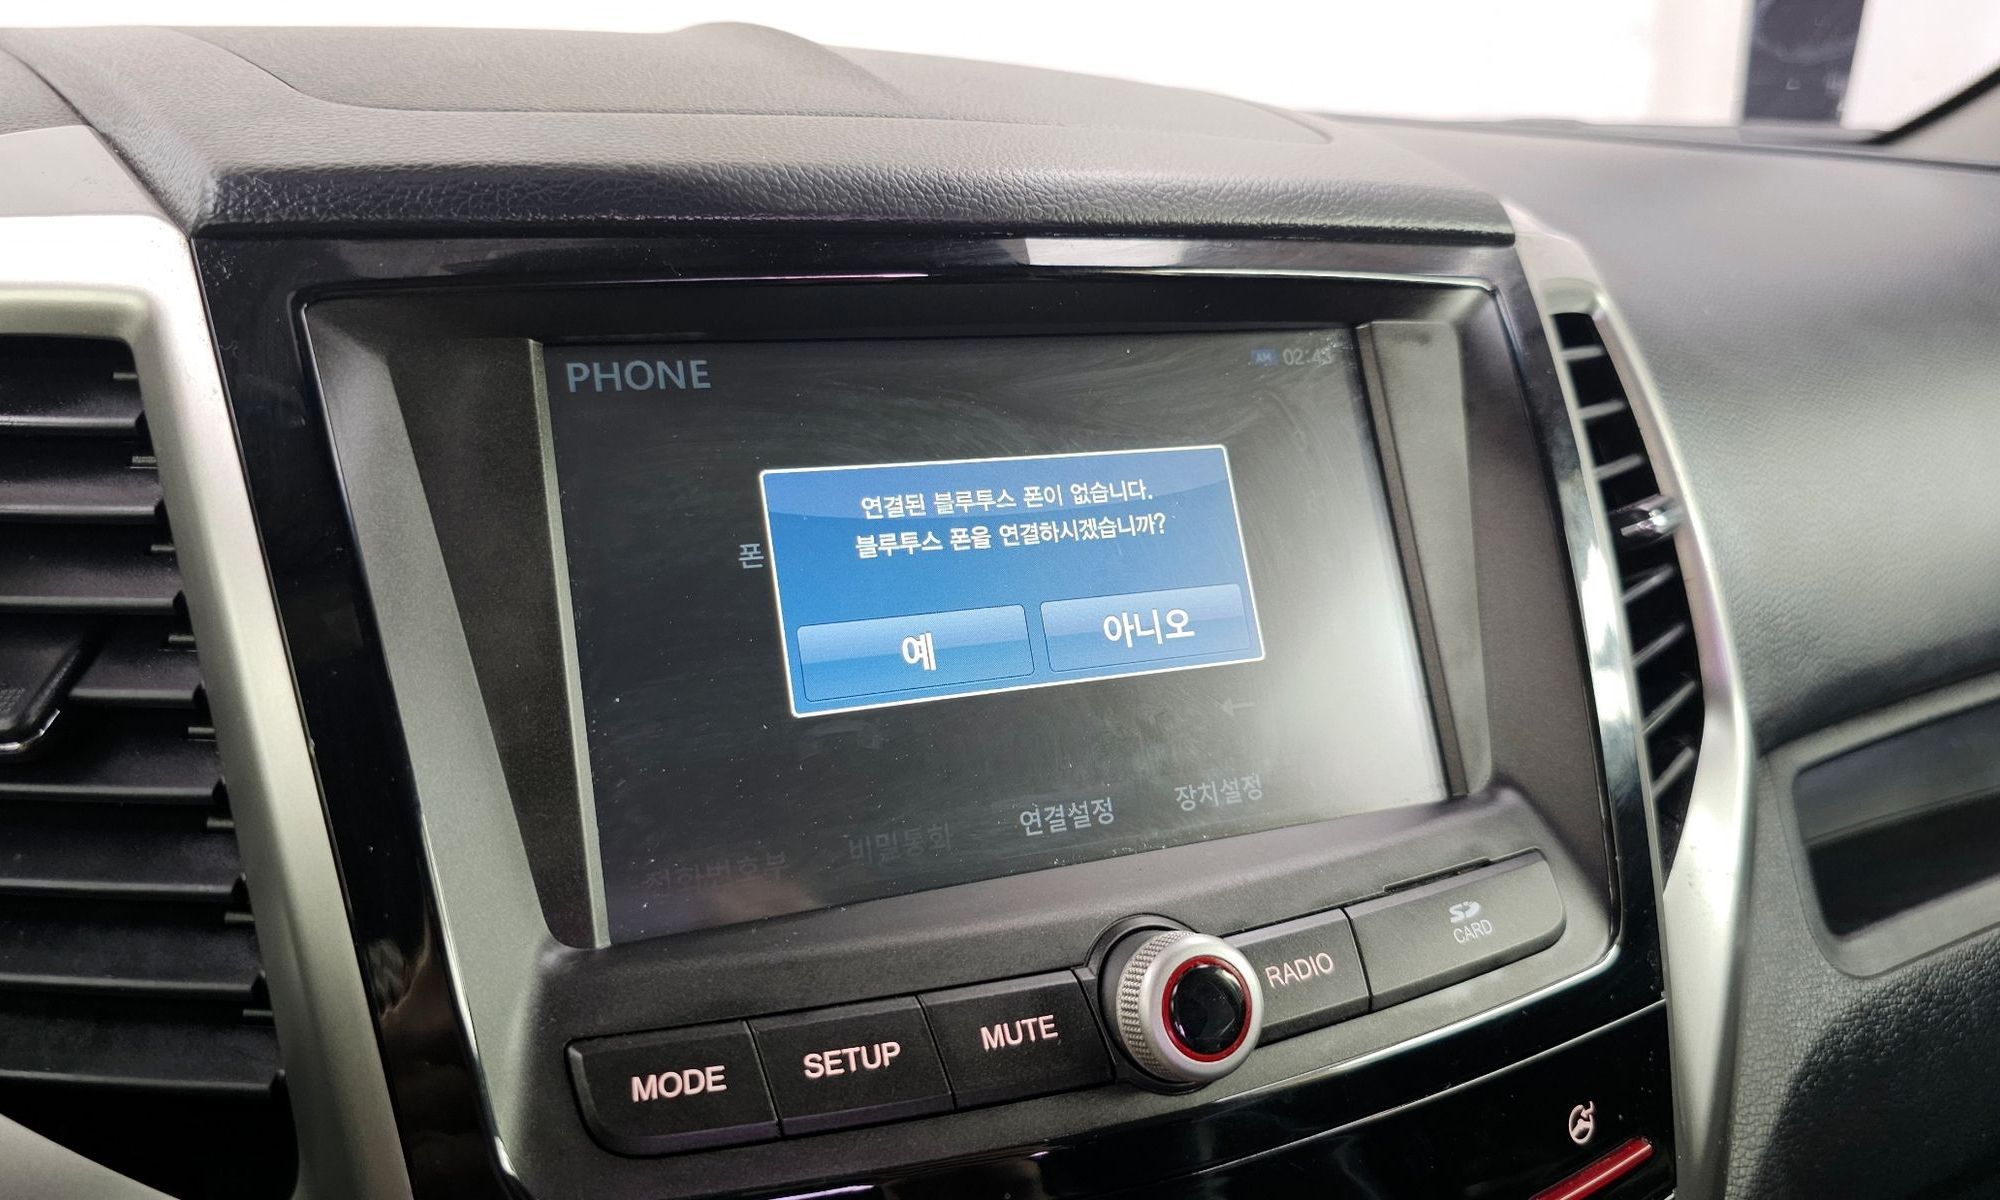 PHONE
AM 02:43
연결된 블루투스 폰이 없습니다.
블루투스 폰을 연결하시겠습니까?
폰
예
아니오
전화번호부
비밀통화
연결설정
장치설정
MODE
SETUP
MUTE
RADIO
SD
CARD